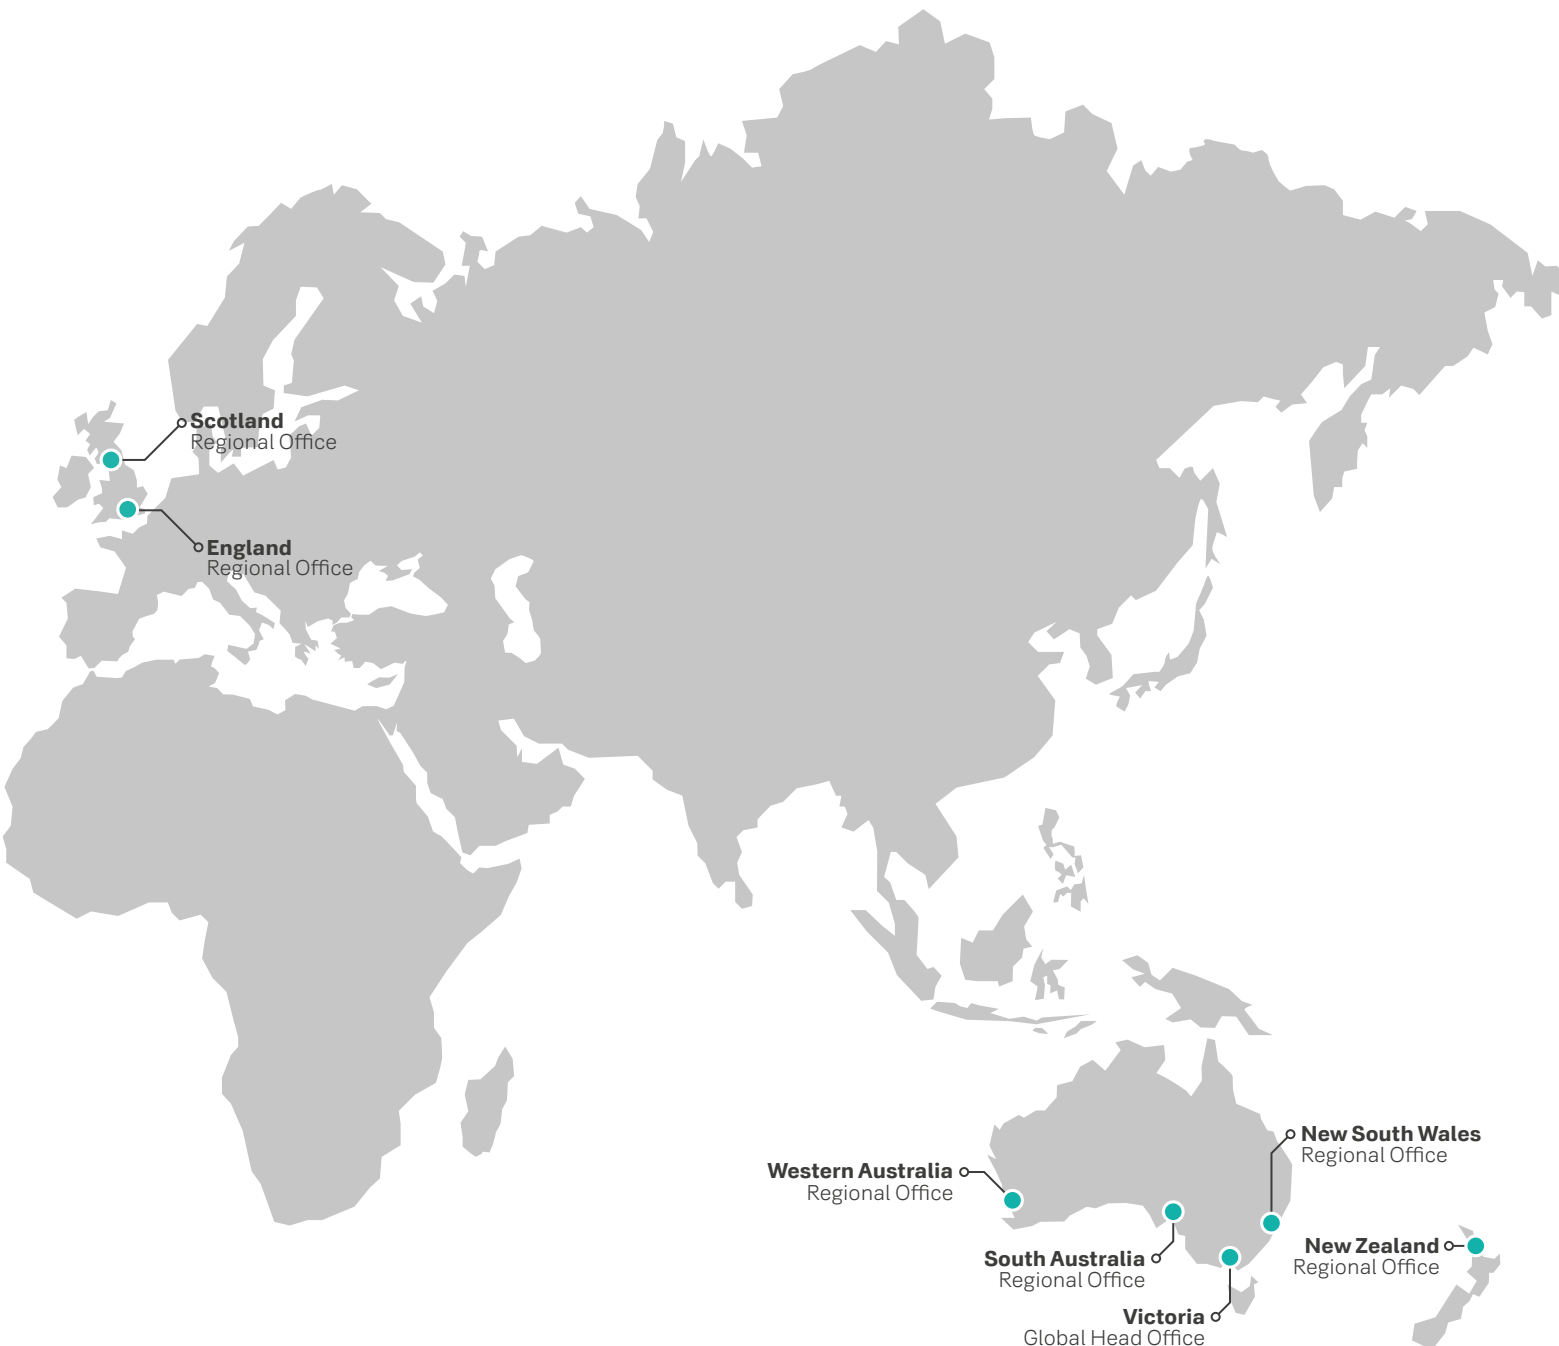 Scotland
Regional Office
England
Regional Office
New South Wales
Regional Office
Western Australia
Regional Office
South Australia
Regional Office
New Zealand
Regional Office
Victoria
Global Head Office